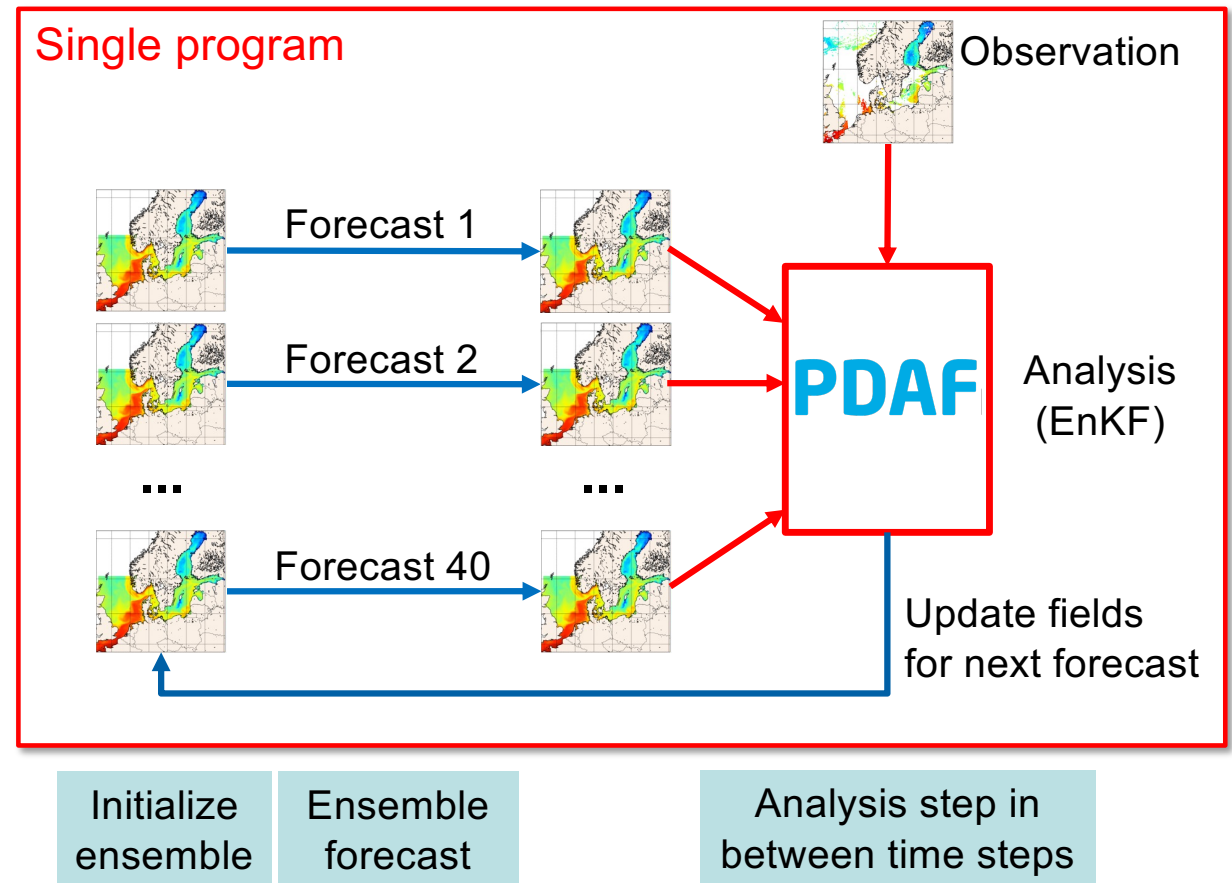 Single program
Observation
Forecast 1
Forecast 2
PDAF
Analysis
(EnKF)
...
...
Forecast 40
Update fields
for next forecast
Initialize
ensemble
Ensemble
forecast
Analysis step in
between time steps